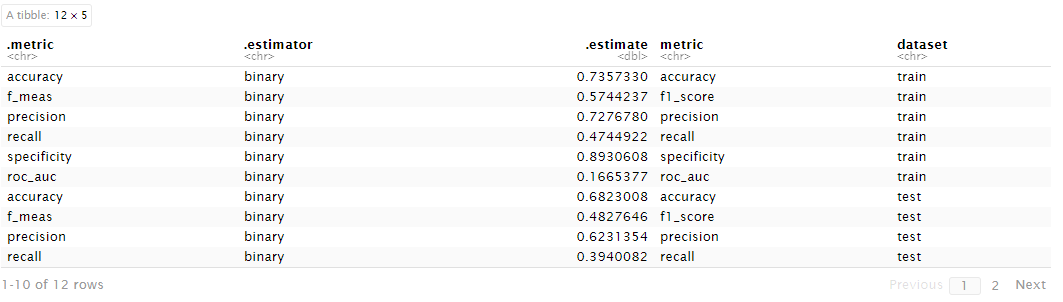 A tibble: 12 × 5
.metric .estimator .estimate metric dataset
<chr> <chr> <dbl> <chr> <chr>
accuracy binary 0.7357330 accuracy train
f_meas binary 0.5744237 f1_score train
precision binary 0.7276780 precision train
recall binary 0.4744922 recall train
specificity binary 0.8930608 specificity train
roc_auc binary 0.1665377 roc_auc train
accuracy binary 0.6823008 accuracy test
f_meas binary 0.4827646 f1_score test
precision binary 0.6231354 precision test
recall binary 0.3940082 recall test
1-10 of 12 rows Previous 1 2 Next